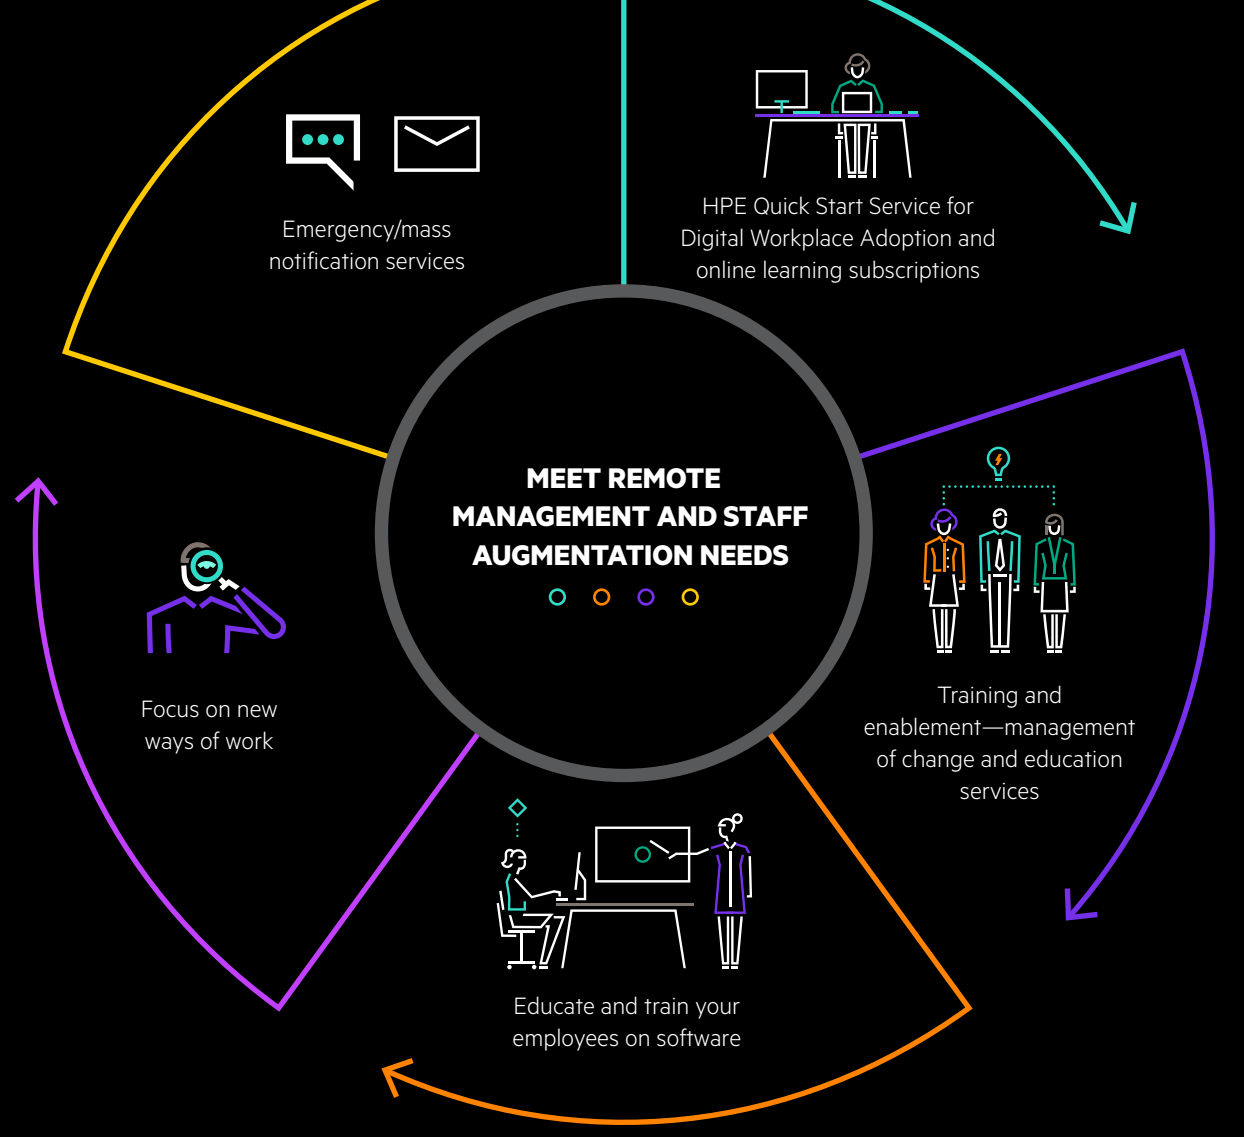 Emergency/mass
notification services
HPE Quick Start Service for
Digital Workplace Adoption and
online learning subscriptions
MEET REMOTE
MANAGEMENT AND STAFF
AUGMENTATION NEEDS
Focus on new
ways of work
Training and
enablement—management
of change and education
services
Educate and train your
employees on software